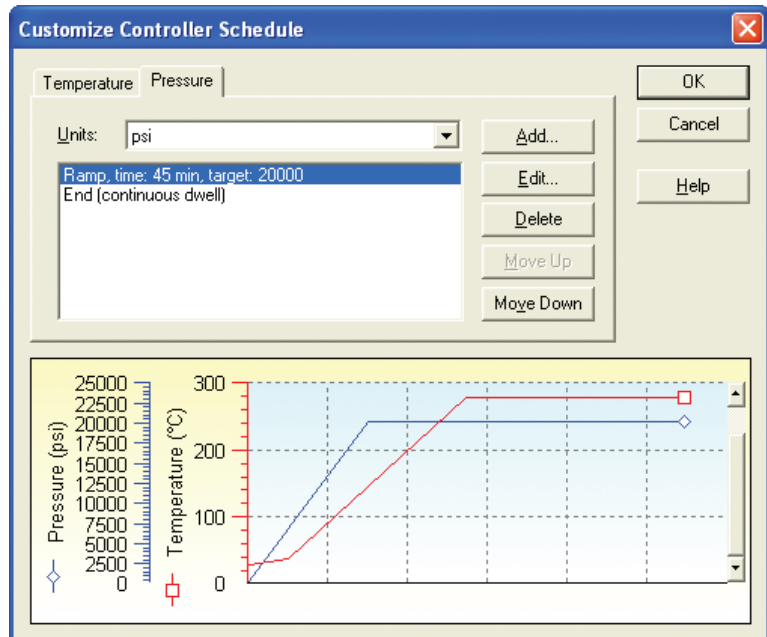 Customize Controller Schedule
Temperature Pressure
OK
Units: psi
Add...
Cancel
Ramp, time: 45 min, target: 20000
Edit...
Help
End (continuous dwell)
Delete
Move Up
Move Down
Pressure (psi)
25000
22500
20000
17500
15000
12500
10000
7500
5000
2500
0
Temperature (°C)
300
200
100
0